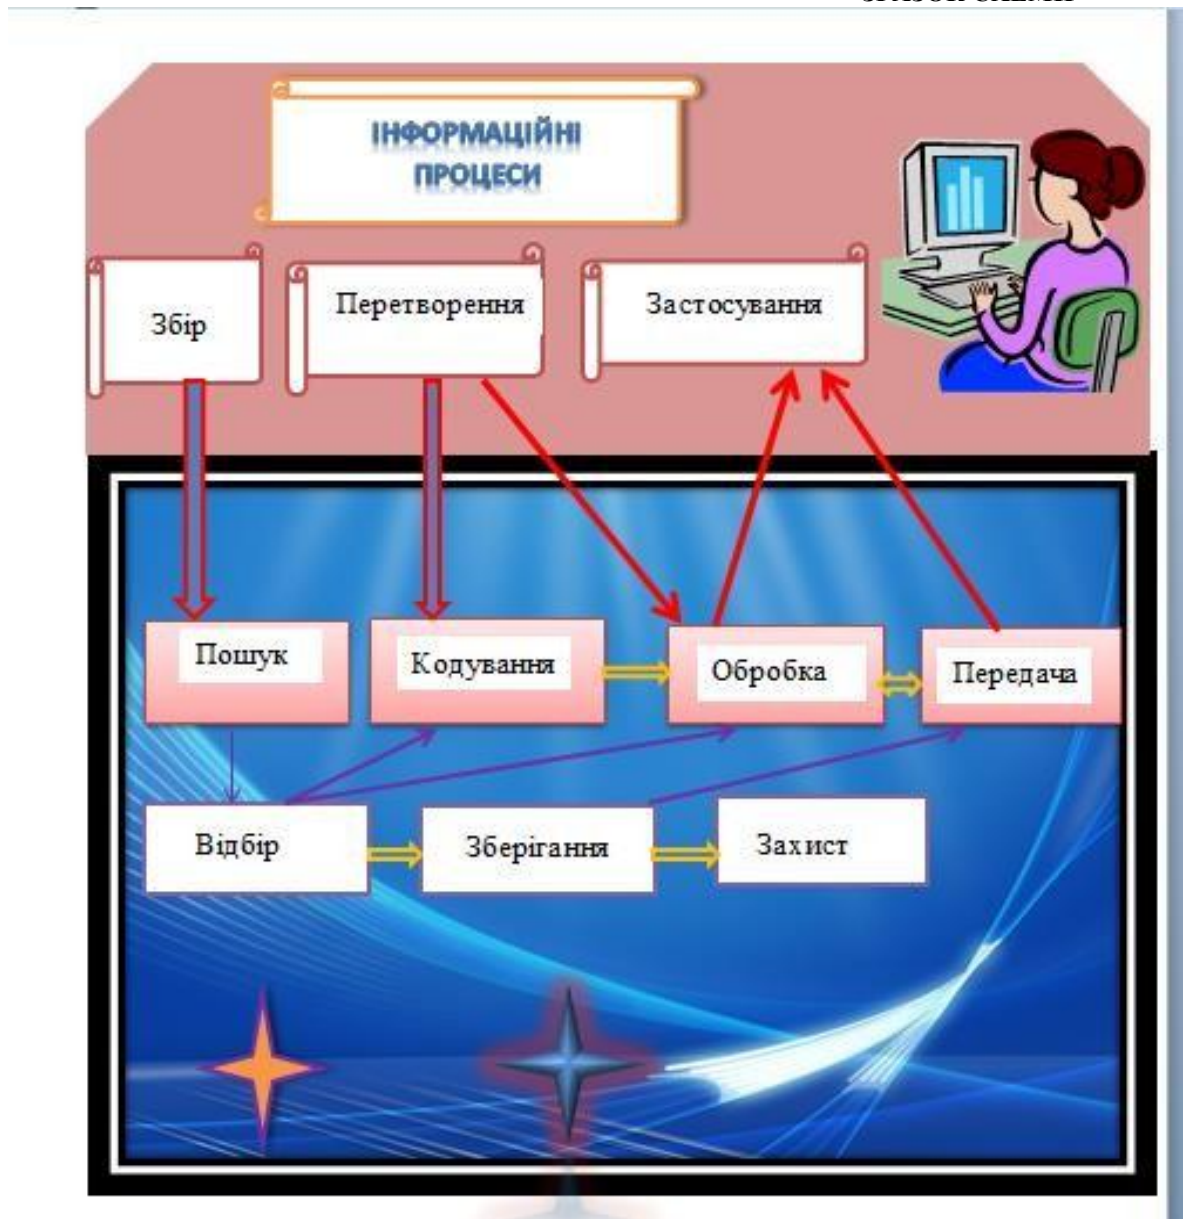 ІНФОРМАЦІЙНІ
ПРОЦЕСИ
Збір
Перетворення
Застосування
Пошук
Кодування
Обробка
Передача
Відбір
Зберігання
Захист